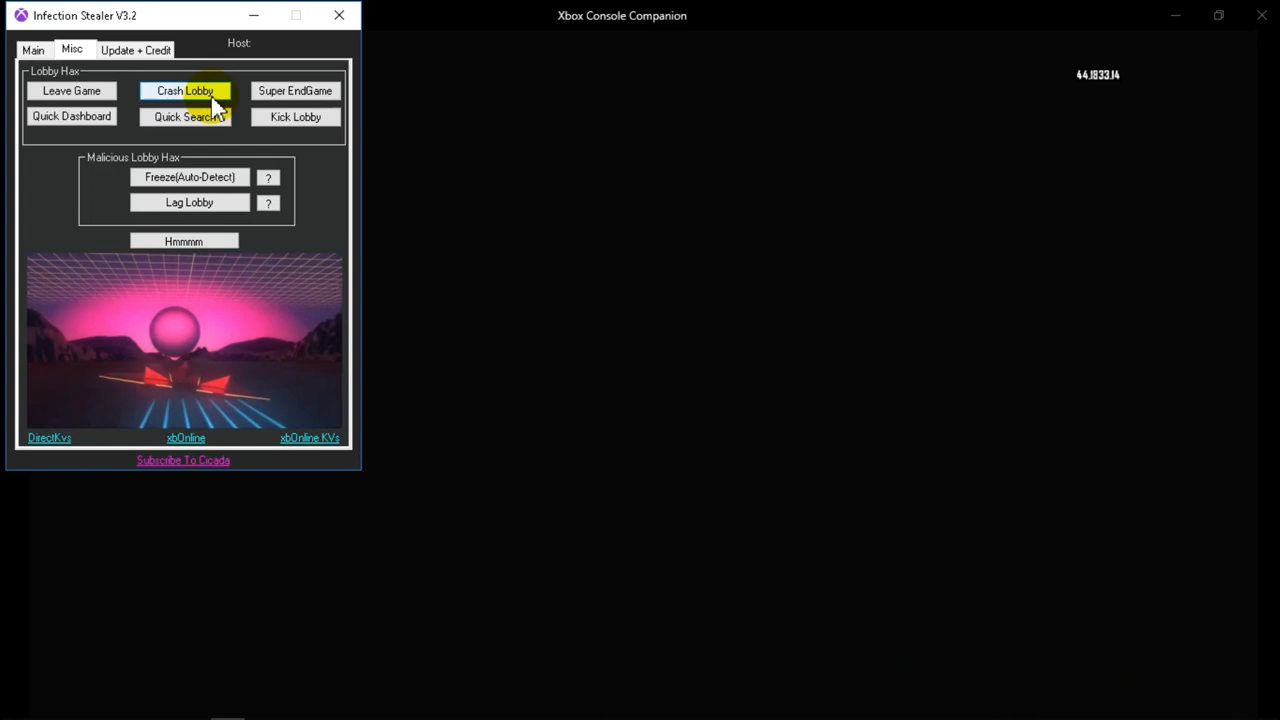 Infection Stealer V3.2
Xbox Console Companion
Host:
Main
Misc
Update + Credit
44.1833.14
Lobby Hax
Leave Game
Crash Lobby
Super EndGame
Quick Dashboard
Quick Search
Kick Lobby
Malicious Lobby Hax
Freeze(Auto-Detect)
?
Lag Lobby
?
Hmmmm
DirectKvs
xbOnline
xbOnline KVs
Subscribe To Cicada